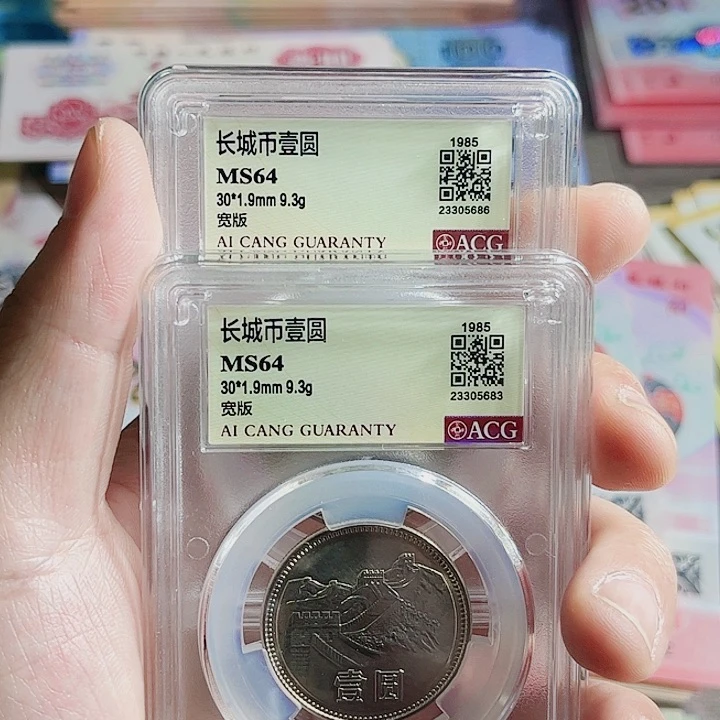 长城币壹圆
1985
MS64
30*1.9mm 9.3g
宽版
23305686
AI CANG GUARANTY
ACG
长城币壹圆
1985
MS64
30*1.9mm 9.3g
宽版
23305683
AI CANG GUARANTY
ACG
壹圆